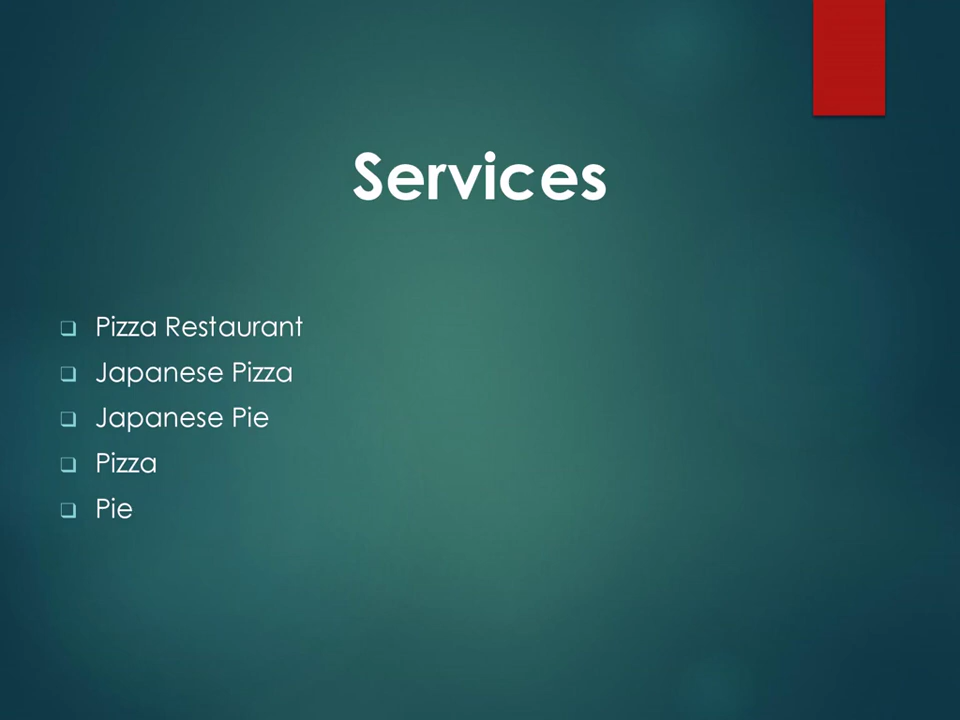 Services
Pizza Restaurant
Japanese Pizza
Japanese Pie
Pizza
Pie